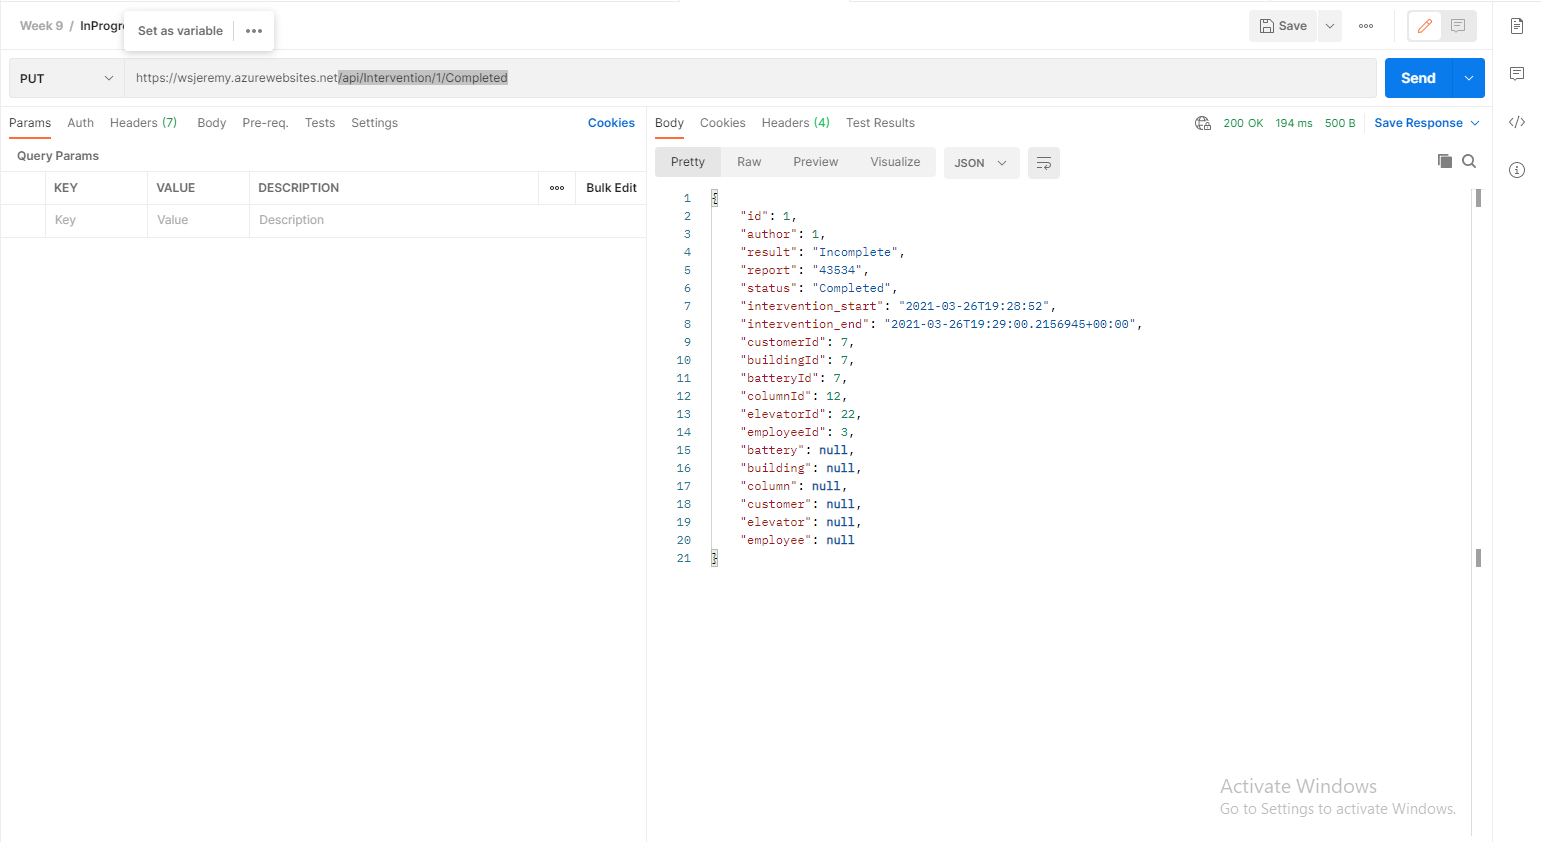 Week 9 / InProgre
Set as variable
Save
PUT
https://wsjeremy.azurewebsites.net/api/Intervention/1/Completed
Send
Params Auth Headers (7) Body Pre-req. Tests Settings Cookies
Query Params
KEY VALUE DESCRIPTION Bulk Edit
Key Value Description
Body Cookies Headers (4) Test Results 200 OK 194 ms 500 B Save Response
Pretty Raw Preview Visualize JSON
1 {
2 "id": 1,
3 "author": 1,
4 "result": "Incomplete",
5 "report": "43534",
6 "status": "Completed",
7 "intervention_start": "2021-03-26T19:28:52",
8 "intervention_end": "2021-03-26T19:29:00.2156945+00:00",
9 "customerId": 7,
10 "buildingId": 7,
11 "batteryId": 7,
12 "columnId": 12,
13 "elevatorId": 22,
14 "employeeId": 3,
15 "battery": null,
16 "building": null,
17 "column": null,
18 "customer": null,
19 "elevator": null,
20 "employee": null
21 }
Activate Windows
Go to Settings to activate Windows.